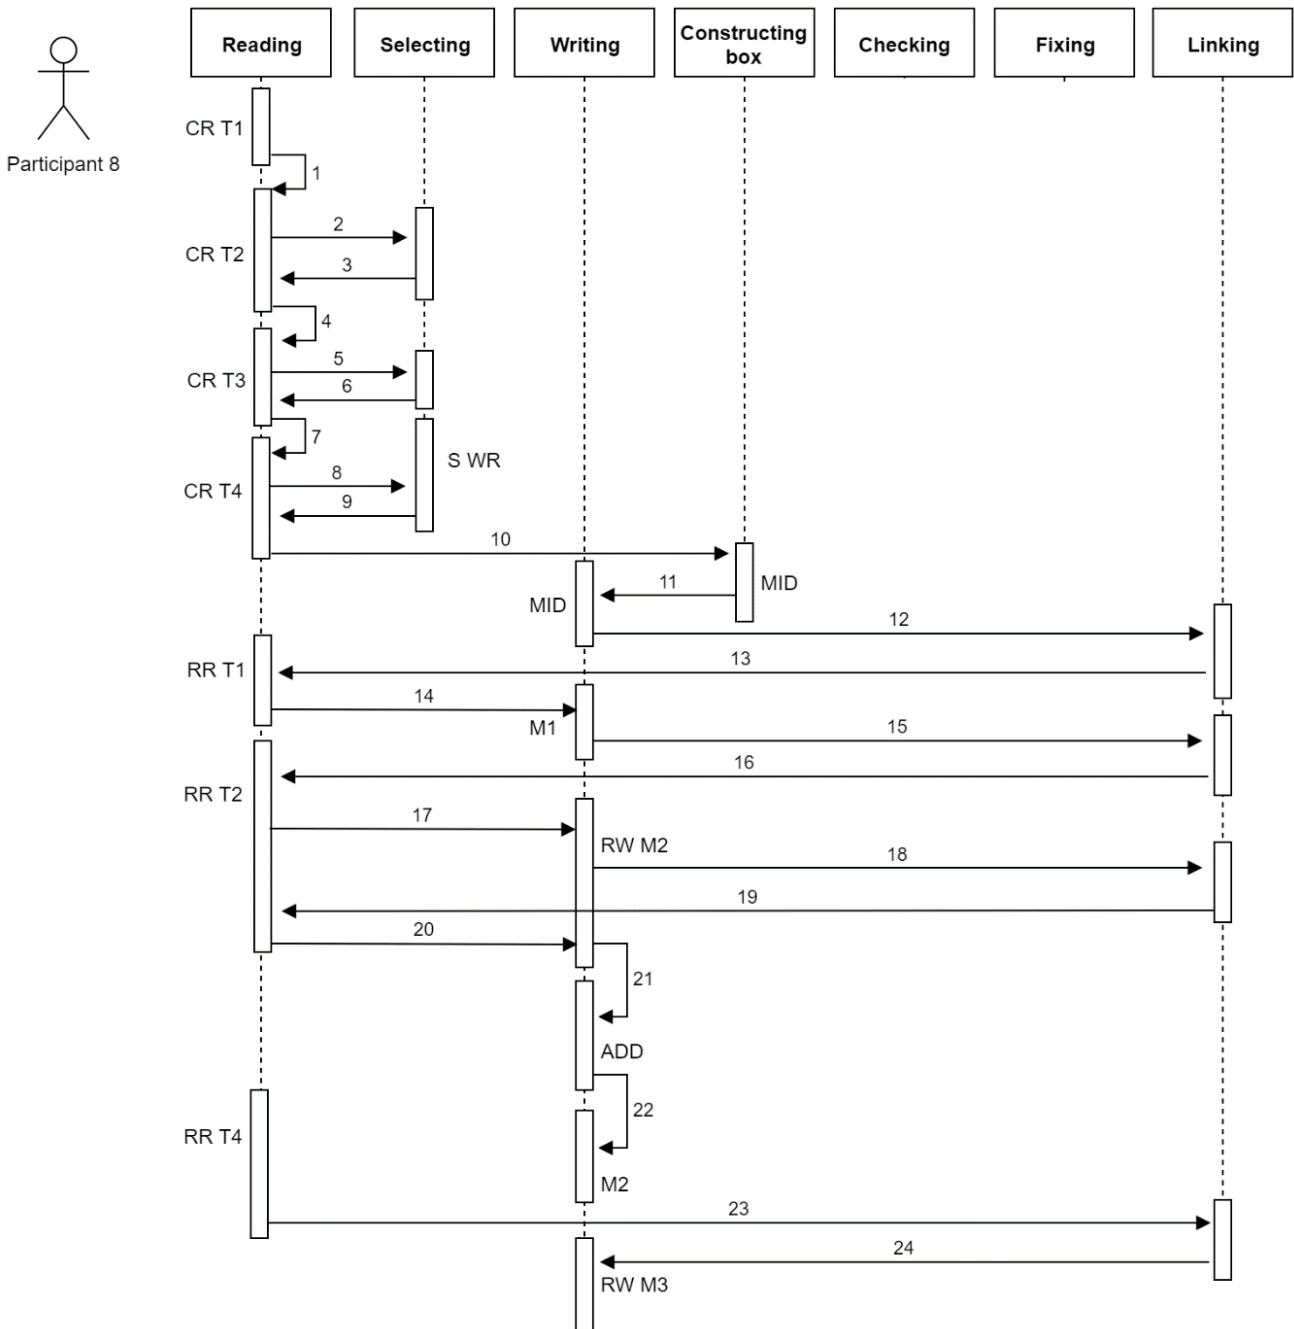 Reading
Selecting
Writing
Constructing
box
Checking
Fixing
Linking
Participant 8
CR T1
1
2
CR T2
3
4
5
CR T3
6
7
S WR
8
CR T4
9
10
11
MID
MID
12
13
RR T1
14
M1
15
16
RR T2
17
RW M2
18
19
20
21
ADD
22
RR T4
M2
23
24
RW M3